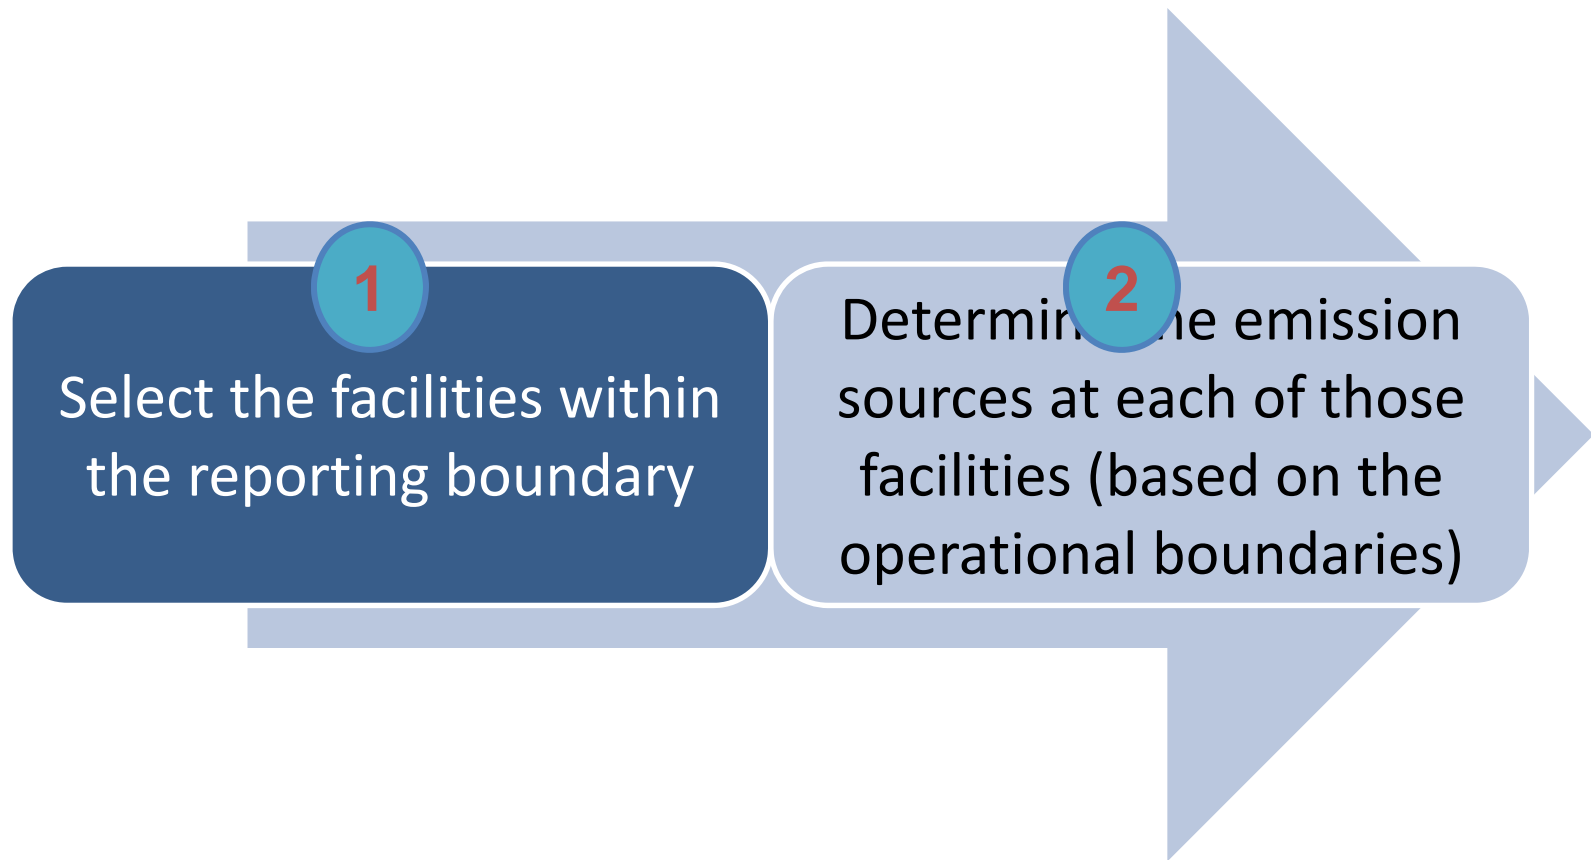 1
Select the facilities within
the reporting boundary
2
Determin he emission
sources at each of those
facilities (based on the
operational boundaries)